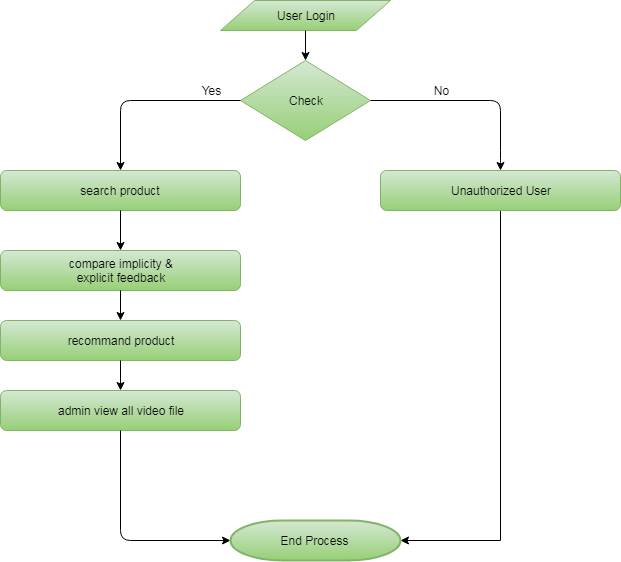 User Login
Check
Yes
No
search product
Unauthorized User
compare implicity &
explicit feedback
recommand product
admin view all video file
End Process